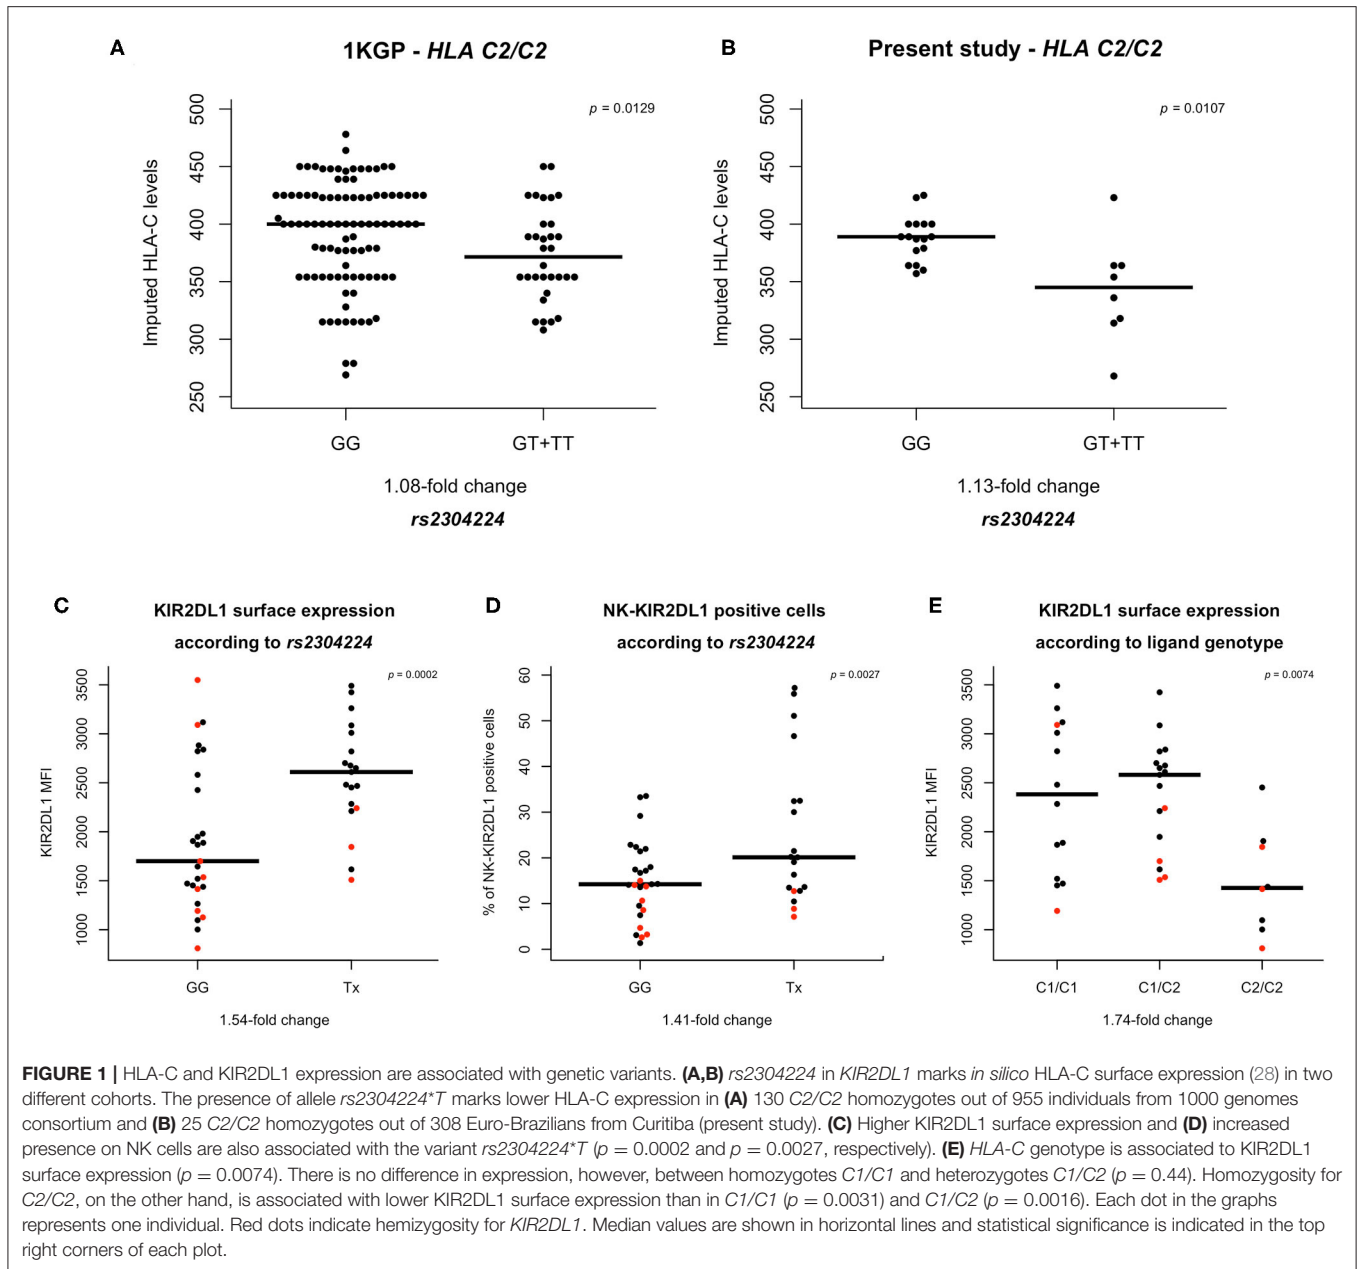 A
1KGP - HLA C2/C2
p = 0.0129
Imputed HLA-C levels
500
450
400
350
300
250
GG
GT+TT
1.08-fold change
rs2304224
B
Present study - HLA C2/C2
p = 0.0107
Imputed HLA-C levels
500
450
400
350
300
250
GG
GT+TT
1.13-fold change
rs2304224
C
KIR2DL1 surface expression
according to rs2304224
p = 0.0002
KIR2DL1 MFI
3500
3000
2500
2000
1500
1000
GG
Tx
1.54-fold change
D
NK-KIR2DL1 positive cells
according to rs2304224
p = 0.0027
% of NK-KIR2DL1 positive cells
60
50
40
30
20
10
0
GG
Tx
1.41-fold change
E
KIR2DL1 surface expression
according to ligand genotype
p = 0.0074
KIR2DL1 MFI
3500
3000
2500
2000
1500
1000
C1/C1
C1/C2
C2/C2
1.74-fold change
FIGURE 1 | HLA-C and KIR2DL1 expression are associated with genetic variants. (A,B) rs2304224 in KIR2DL1 marks in silico HLA-C surface expression (28) in two
different cohorts. The presence of allele rs2304224*T marks lower HLA-C expression in (A) 130 C2/C2 homozygotes out of 955 individuals from 1000 genomes
consortium and (B) 25 C2/C2 homozygotes out of 308 Euro-Brazilians from Curitiba (present study). (C) Higher KIR2DL1 surface expression and (D) increased
presence on NK cells are also associated with the variant rs2304224*T (p = 0.0002 and p = 0.0027, respectively). (E) HLA-C genotype is associated to KIR2DL1
surface expression (p = 0.0074). There is no difference in expression, however, between homozygotes C1/C1 and heterozygotes C1/C2 (p = 0.44). Homozygosity for
C2/C2, on the other hand, is associated with lower KIR2DL1 surface expression than in C1/C1 (p = 0.0031) and C1/C2 (p = 0.0016). Each dot in the graphs
represents one individual. Red dots indicate hemizygosity for KIR2DL1. Median values are shown in horizontal lines and statistical significance is indicated in the top
right corners of each plot.